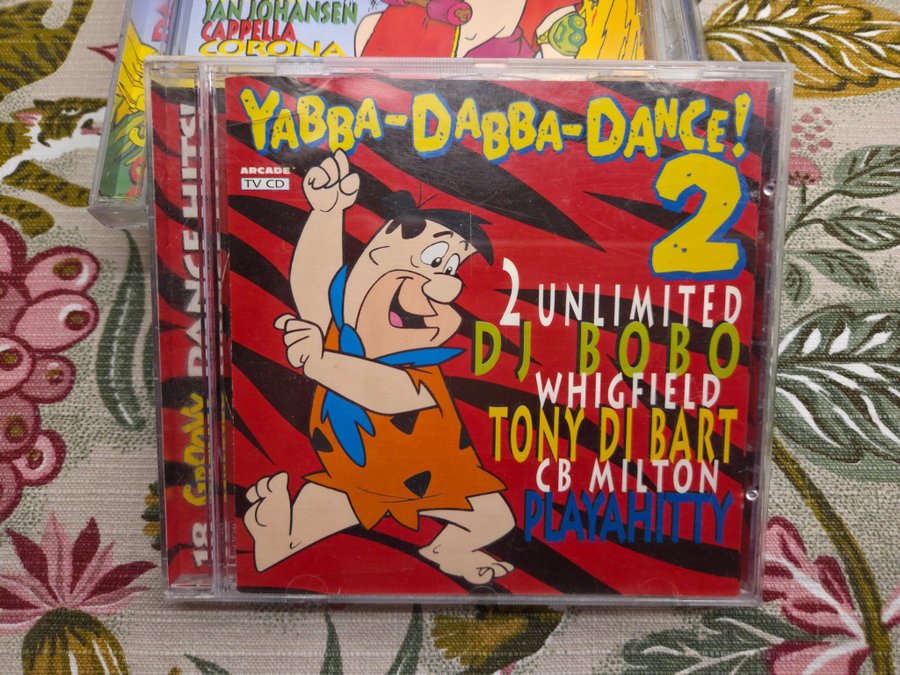 JAN JOHANSEN
CAPPELLA
CORONA
YABBA-DABBA-DANCE!
2
ARCADE
TV CD
2 UNLIMITED
DJ BOBO
WHIGFIELD
TONY DI BART
CB MILTON
PLAYAHITTY
18 GROOVY DANCE HITS!